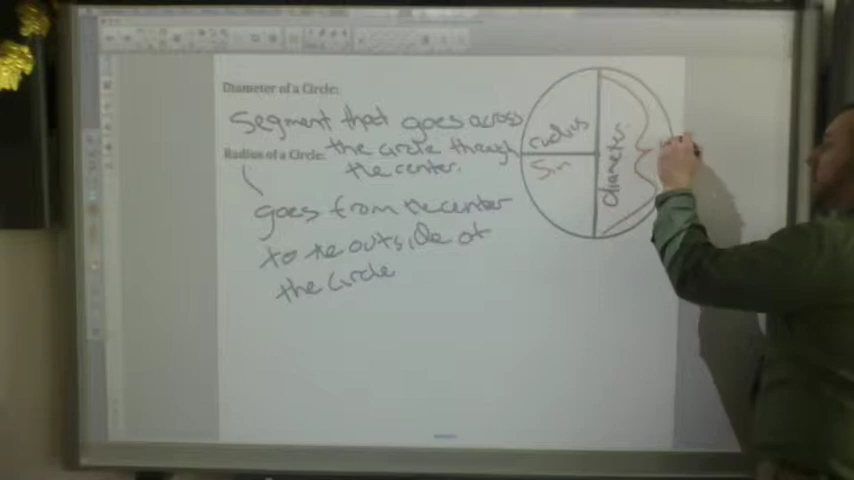 Diameter of a Circle:
Segment that goes across
the circle through
the center.
Radius of a Circle:
goes from the center
to the outside of
the circle
radius
5in
diameter